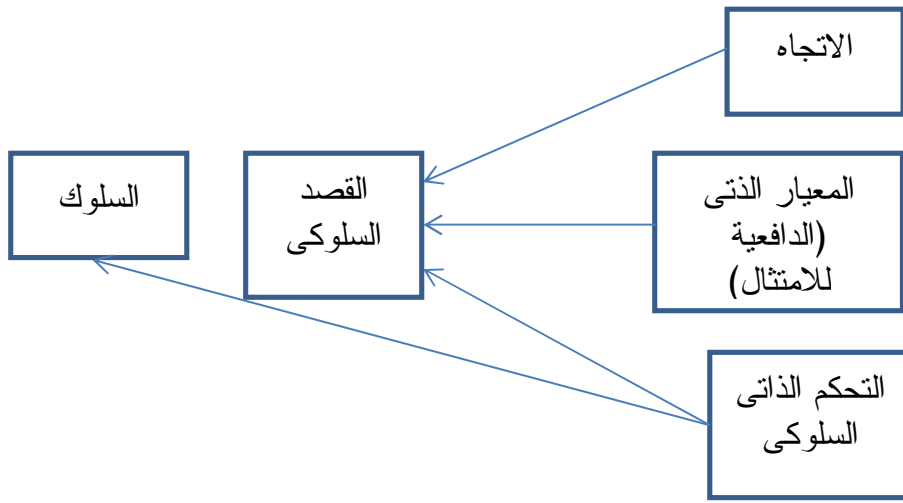 الاتجاه
المعيار الذتى
(الدافعية
للامتثال)
التحكم الذاتى
السلوكى
القصد
السلوكى
السلوك